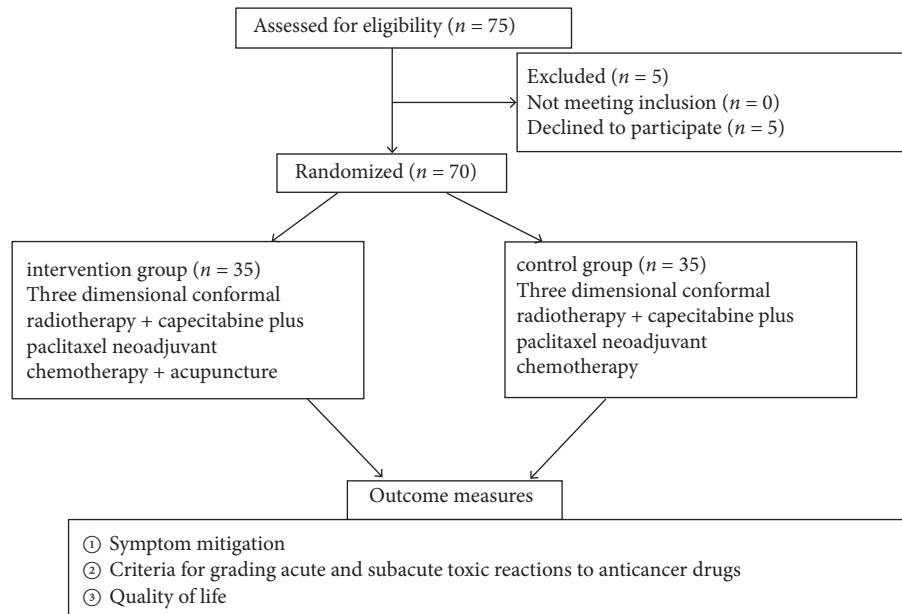 Assessed for eligibility (n = 75)
Excluded (n = 5)
Not meeting inclusion (n = 0)
Declined to participate (n = 5)
Randomized (n = 70)
intervention group (n = 35)
Three dimensional conformal
radiotherapy + capecitabine plus
paclitaxel neoadjuvant
chemotherapy + acupuncture
control group (n = 35)
Three dimensional conformal
radiotherapy + capecitabine plus
paclitaxel neoadjuvant
chemotherapy
Outcome measures
① Symptom mitigation
② Criteria for grading acute and subacute toxic reactions to anticancer drugs
③ Quality of life